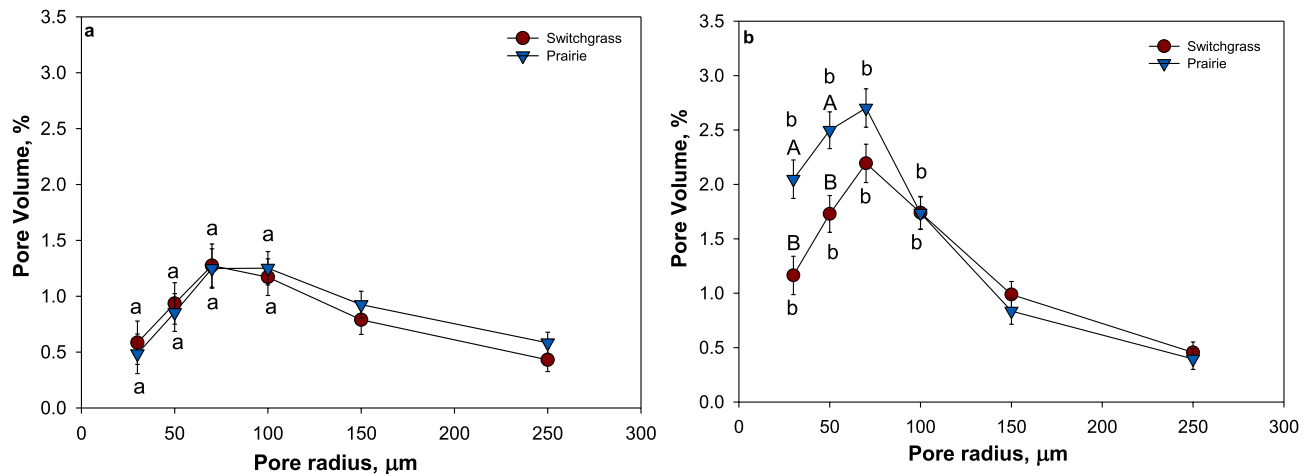 a
Switchgrass
Prairie
3.5
3.0
2.5
2.0
1.5
1.0
0.5
0.0
Pore Volume, %
a
a
a
a
a
a
a
a
0
50
100
150
200
250
300
Pore radius, μm
b
Switchgrass
Prairie
3.5
3.0
2.5
2.0
1.5
1.0
0.5
0.0
Pore Volume, %
b
b
b
A
A
b
B
b
B
b
b
b
0
50
100
150
200
250
300
Pore radius, μm